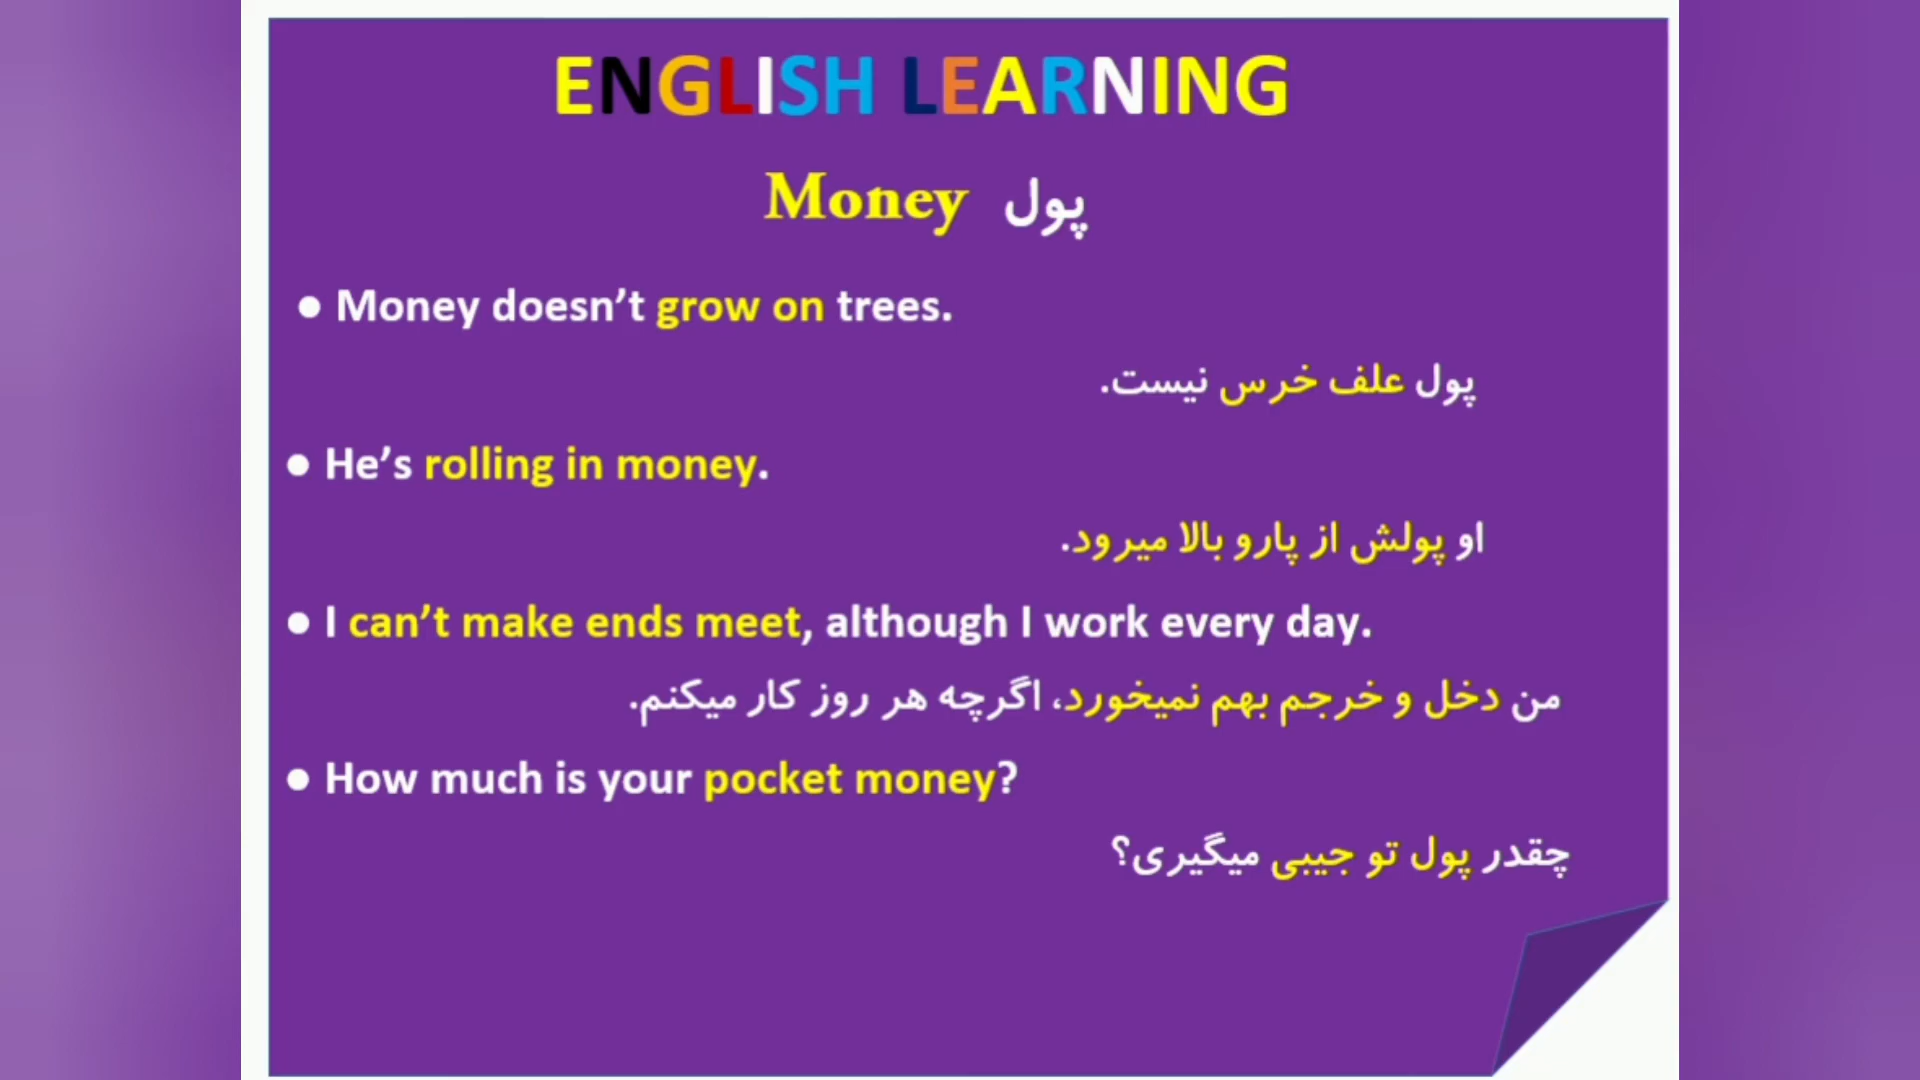 ENGLISH LEARNING
Money پول
● Money doesn’t grow on trees.
پول علف خرس نیست.
● He’s rolling in money.
او پولش از پارو بالا میرود.
● I can’t make ends meet, although I work every day.
من دخل و خرجم بهم نمیخورد، اگرچه هر روز کار میکنم.
● How much is your pocket money?
چقدر پول تو جیبی میگیری؟